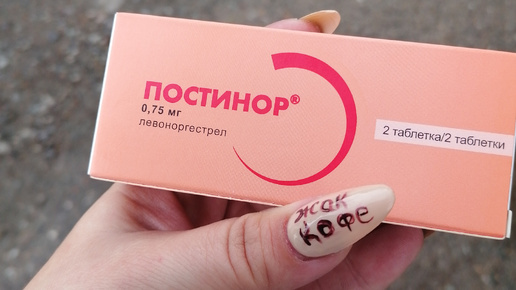 ПОСТИНОР®
0,75 мг
левоноргестрел
2 таблетка/2 таблетки
жак
кофе